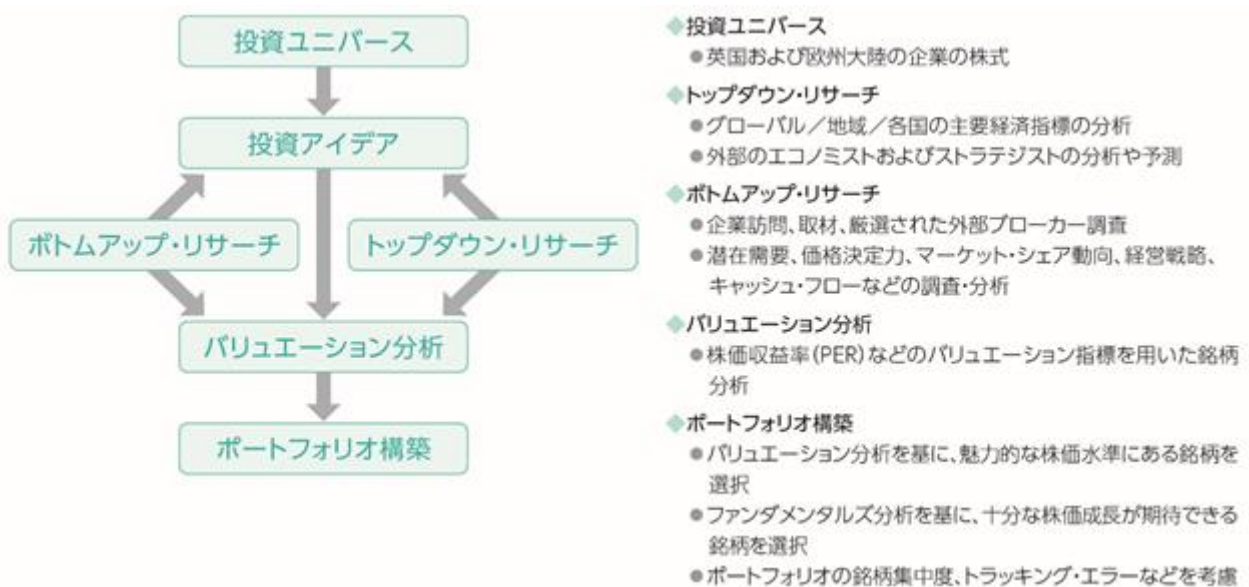 投資ユニバース
投資アイデア
ボトムアップ・リサーチ
トップダウン・リサーチ
バリュエーション分析
ポートフォリオ構築
◆投資ユニバース
●英国および欧州大陸の企業の株式
◆トップダウン・リサーチ
●グローバル／地域／各国の主要経済指標の分析
●外部のエコノミストおよびストラテジストの分析や予測
◆ボトムアップ・リサーチ
●企業訪問、取材、厳選された外部ブローカー調査
●潜在需要、価格決定力、マーケット・シェア動向、経営戦略、
キャッシュ・フローなどの調査・分析
◆バリュエーション分析
●株価収益率(PER)などのバリュエーション指標を用いた銘柄
分析
◆ポートフォリオ構築
●バリュエーション分析を基に、魅力的な株価水準にある銘柄を
選択
●ファンダメンタルズ分析を基に、十分な株価成長が期待できる
銘柄を選択
●ポートフォリオの銘柄集中度、トラッキング・エラーなどを考慮